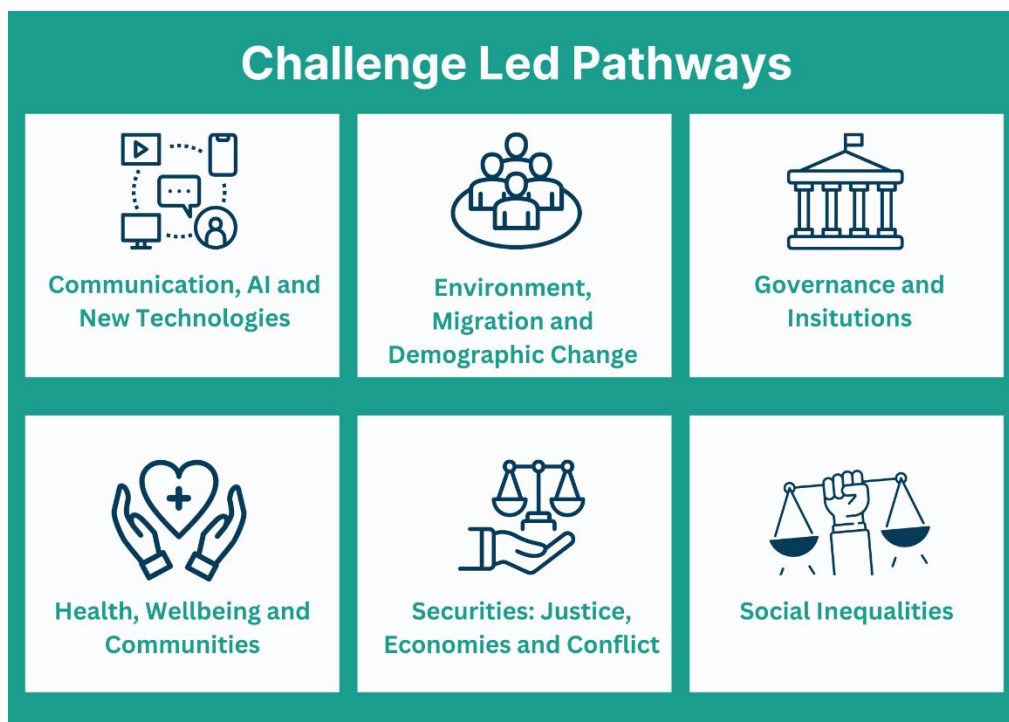 Challenge Led Pathways
Communication, AI and
New Technologies
Environment,
Migration and
Demographic Change
Governance and
Insitutions
Health, Wellbeing and
Communities
Securities: Justice,
Economies and Conflict
Social Inequalities